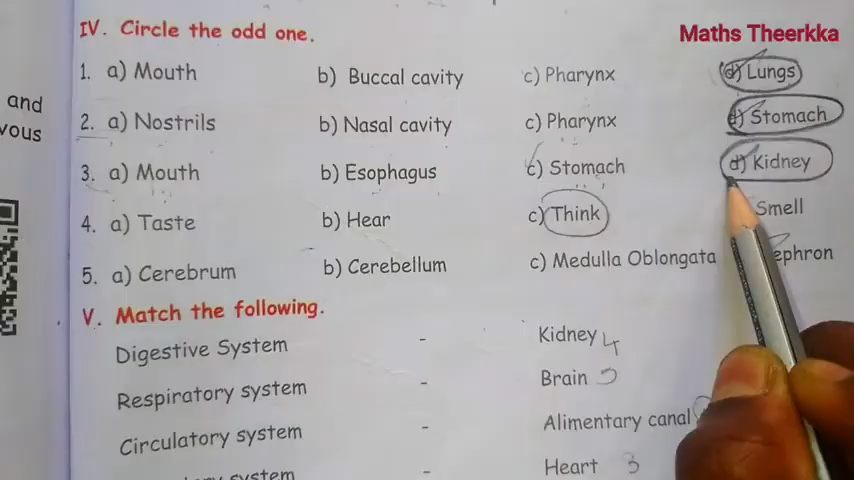 IV. Circle the odd one.
Maths Theerkka
1. a) Mouth b) Buccal cavity c) Pharynx d) Lungs
and
2. a) Nostrils b) Nasal cavity c) Pharynx d) Stomach
vous
3. a) Mouth b) Esophagus c) Stomach d) Kidney
4. a) Taste b) Hear c) Think Smell
5. a) Cerebrum b) Cerebellum c) Medulla Oblongata ephron
V. Match the following.
Digestive System - Kidney 4
Respiratory system - Brain 5
Circulatory system - Alimentary canal
system - Heart 3